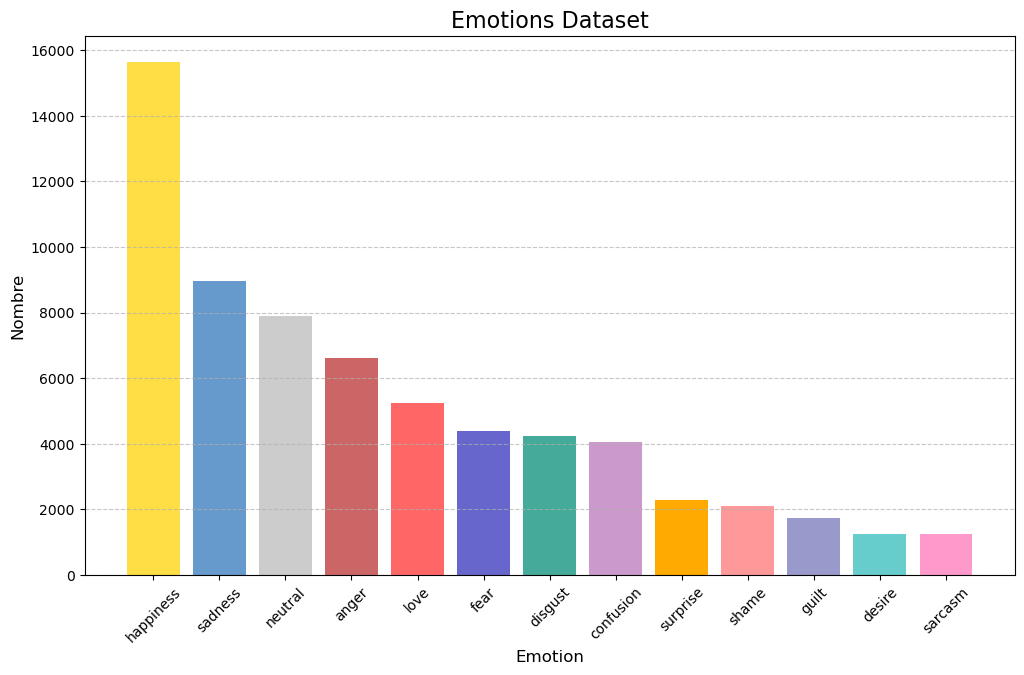 Emotions Dataset
Nombre
16000
14000
12000
10000
8000
6000
4000
2000
0
happiness
sadness
neutral
anger
love
fear
disgust
confusion
surprise
shame
guilt
desire
sarcasm
Emotion